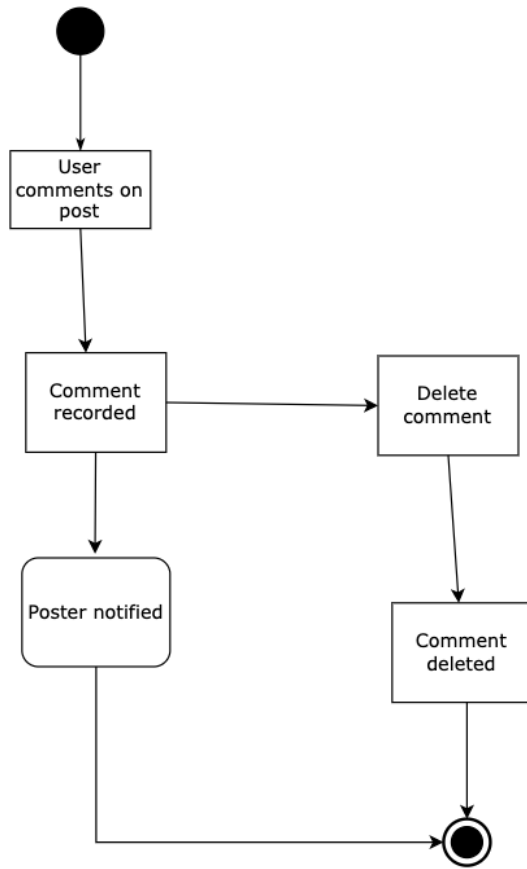 User
comments on
post
Comment
recorded
Delete
comment
Poster notified
Comment
deleted